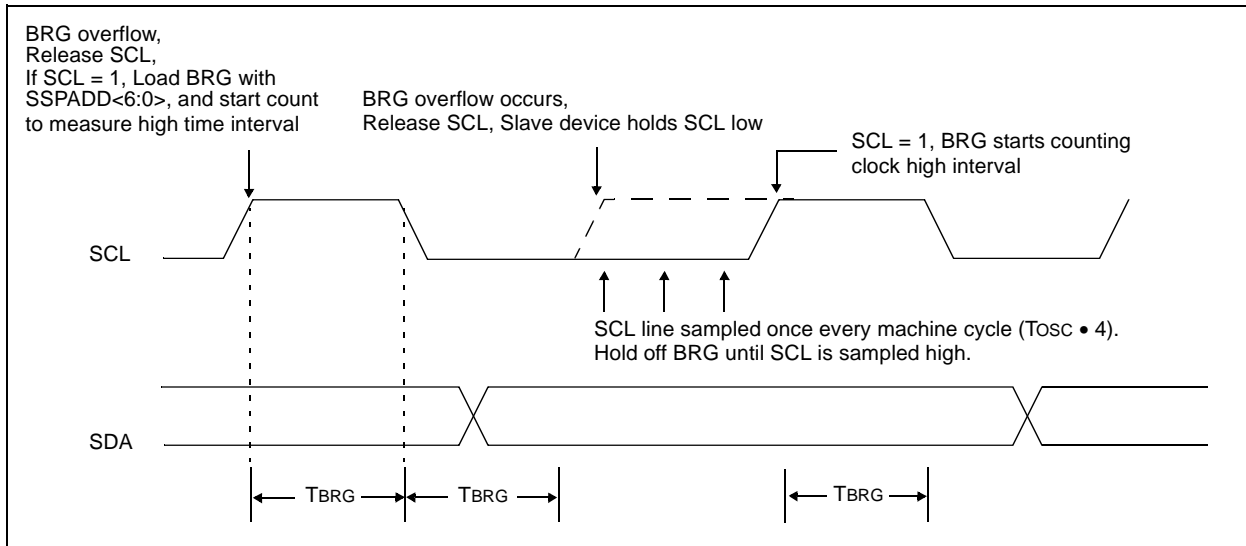 BRG overflow,
Release SCL,
If SCL = 1, Load BRG with
SSPADD<6:0>, and start count
to measure high time interval
BRG overflow occurs,
Release SCL, Slave device holds SCL low
SCL = 1, BRG starts counting
clock high interval
SCL
SCL line sampled once every machine cycle (TOSC • 4).
Hold off BRG until SCL is sampled high.
SDA
TBRG
TBRG
TBRG